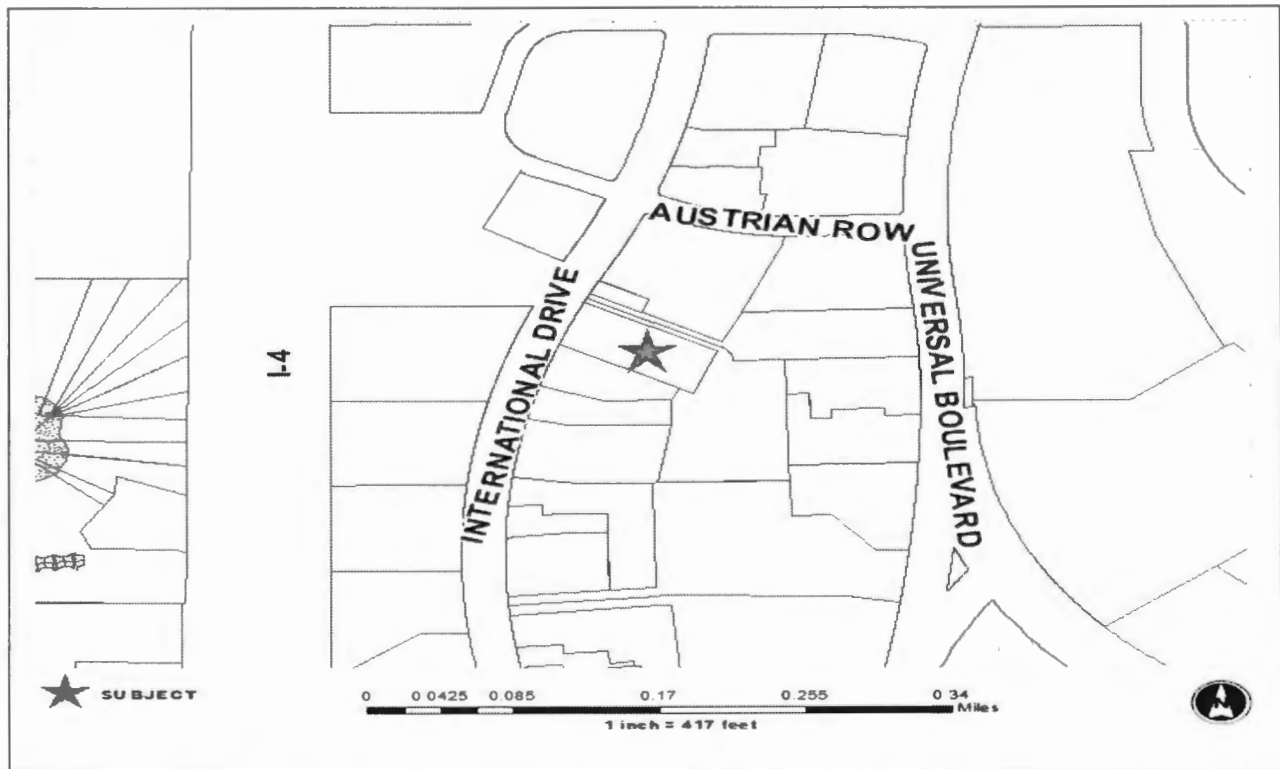 AUSTRIAN ROW
INTERNATIONAL DRIVE
UNIVERSAL BOULEVARD
I-4
SUBJECT
0 0.0425 0.085 0.17 0.255 0.34
Miles
1 inch = 417 feet
N